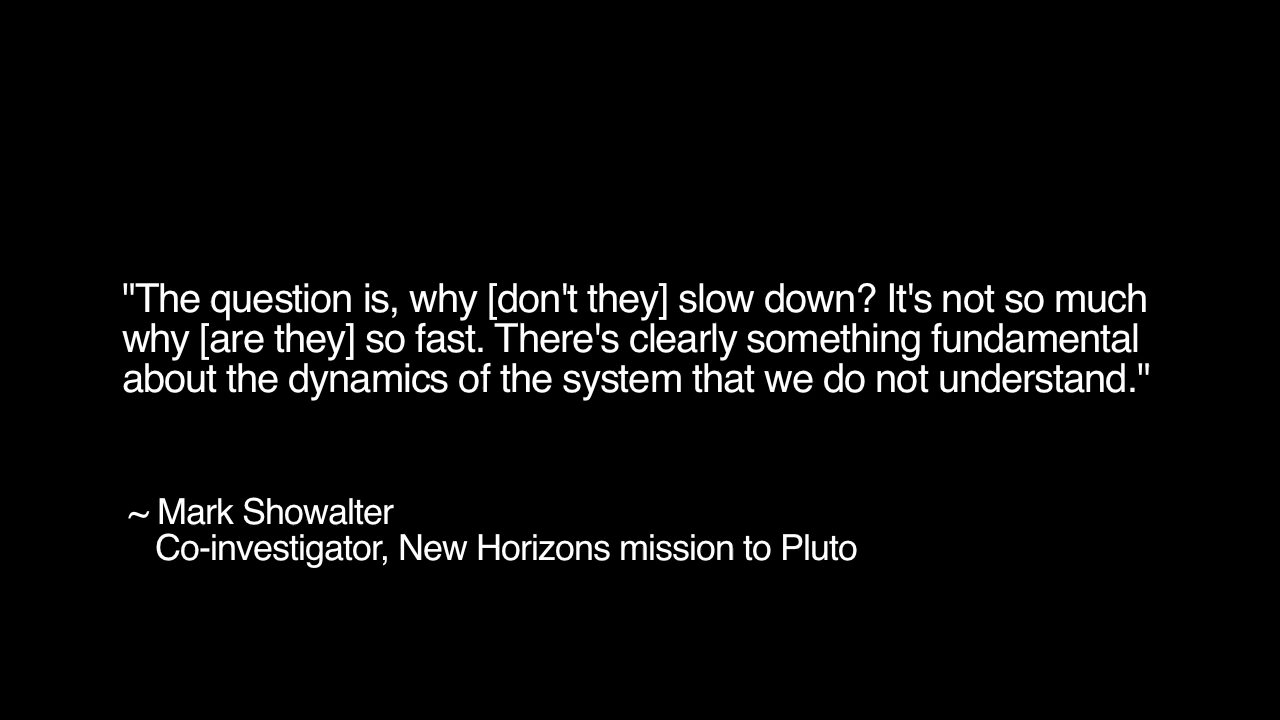 "The question is, why [don't they] slow down? It's not so much
why [are they] so fast. There's clearly something fundamental
about the dynamics of the system that we do not understand."
~ Mark Showalter
Co-investigator, New Horizons mission to Pluto